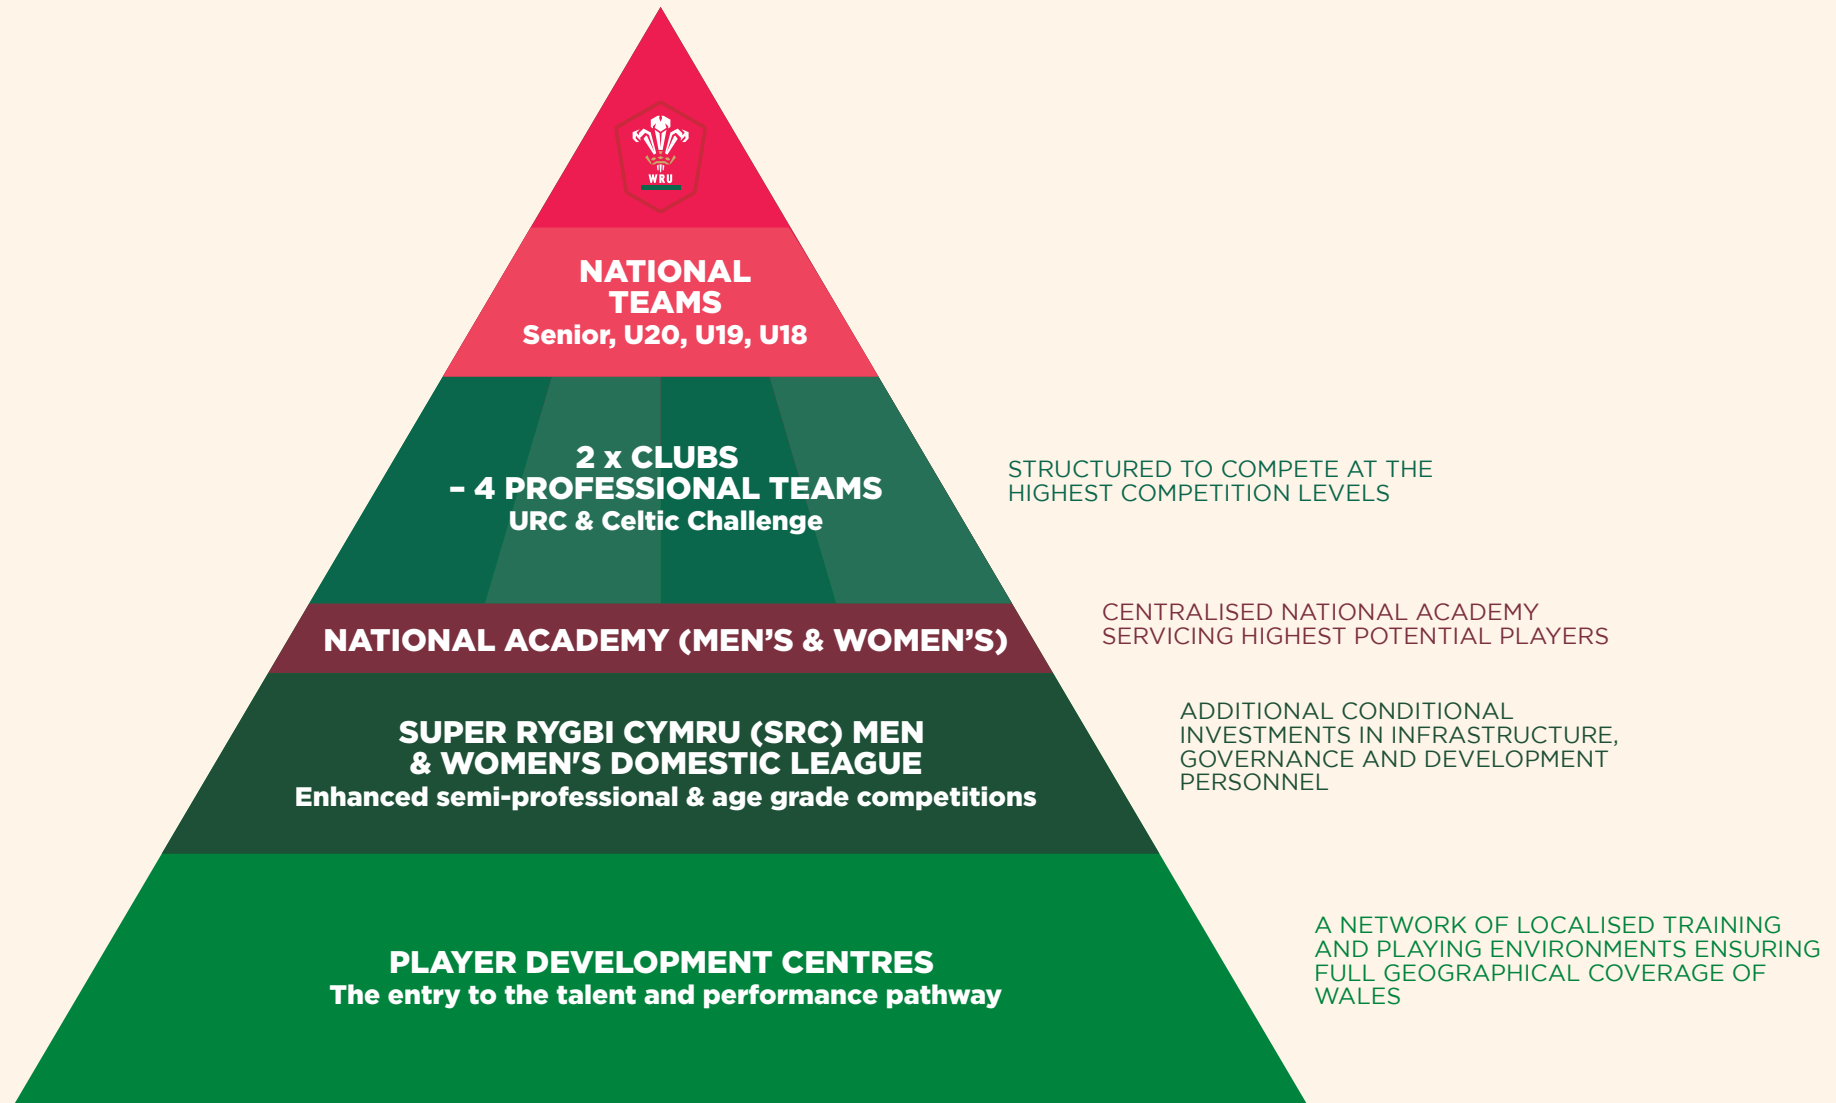 WRU
NATIONAL
TEAMS
Senior, U20, U19, U18
2 x CLUBS
– 4 PROFESSIONAL TEAMS
URC & Celtic Challenge
STRUCTURED TO COMPETE AT THE
HIGHEST COMPETITION LEVELS
NATIONAL ACADEMY (MEN’S & WOMEN’S)
CENTRALISED NATIONAL ACADEMY
SERVICING HIGHEST POTENTIAL PLAYERS
SUPER RYGBI CYMRU (SRC) MEN
& WOMEN'S DOMESTIC LEAGUE
Enhanced semi-professional & age grade competitions
ADDITIONAL CONDITIONAL
INVESTMENTS IN INFRASTRUCTURE,
GOVERNANCE AND DEVELOPMENT
PERSONNEL
PLAYER DEVELOPMENT CENTRES
The entry to the talent and performance pathway
A NETWORK OF LOCALISED TRAINING
AND PLAYING ENVIRONMENTS ENSURING
FULL GEOGRAPHICAL COVERAGE OF
WALES